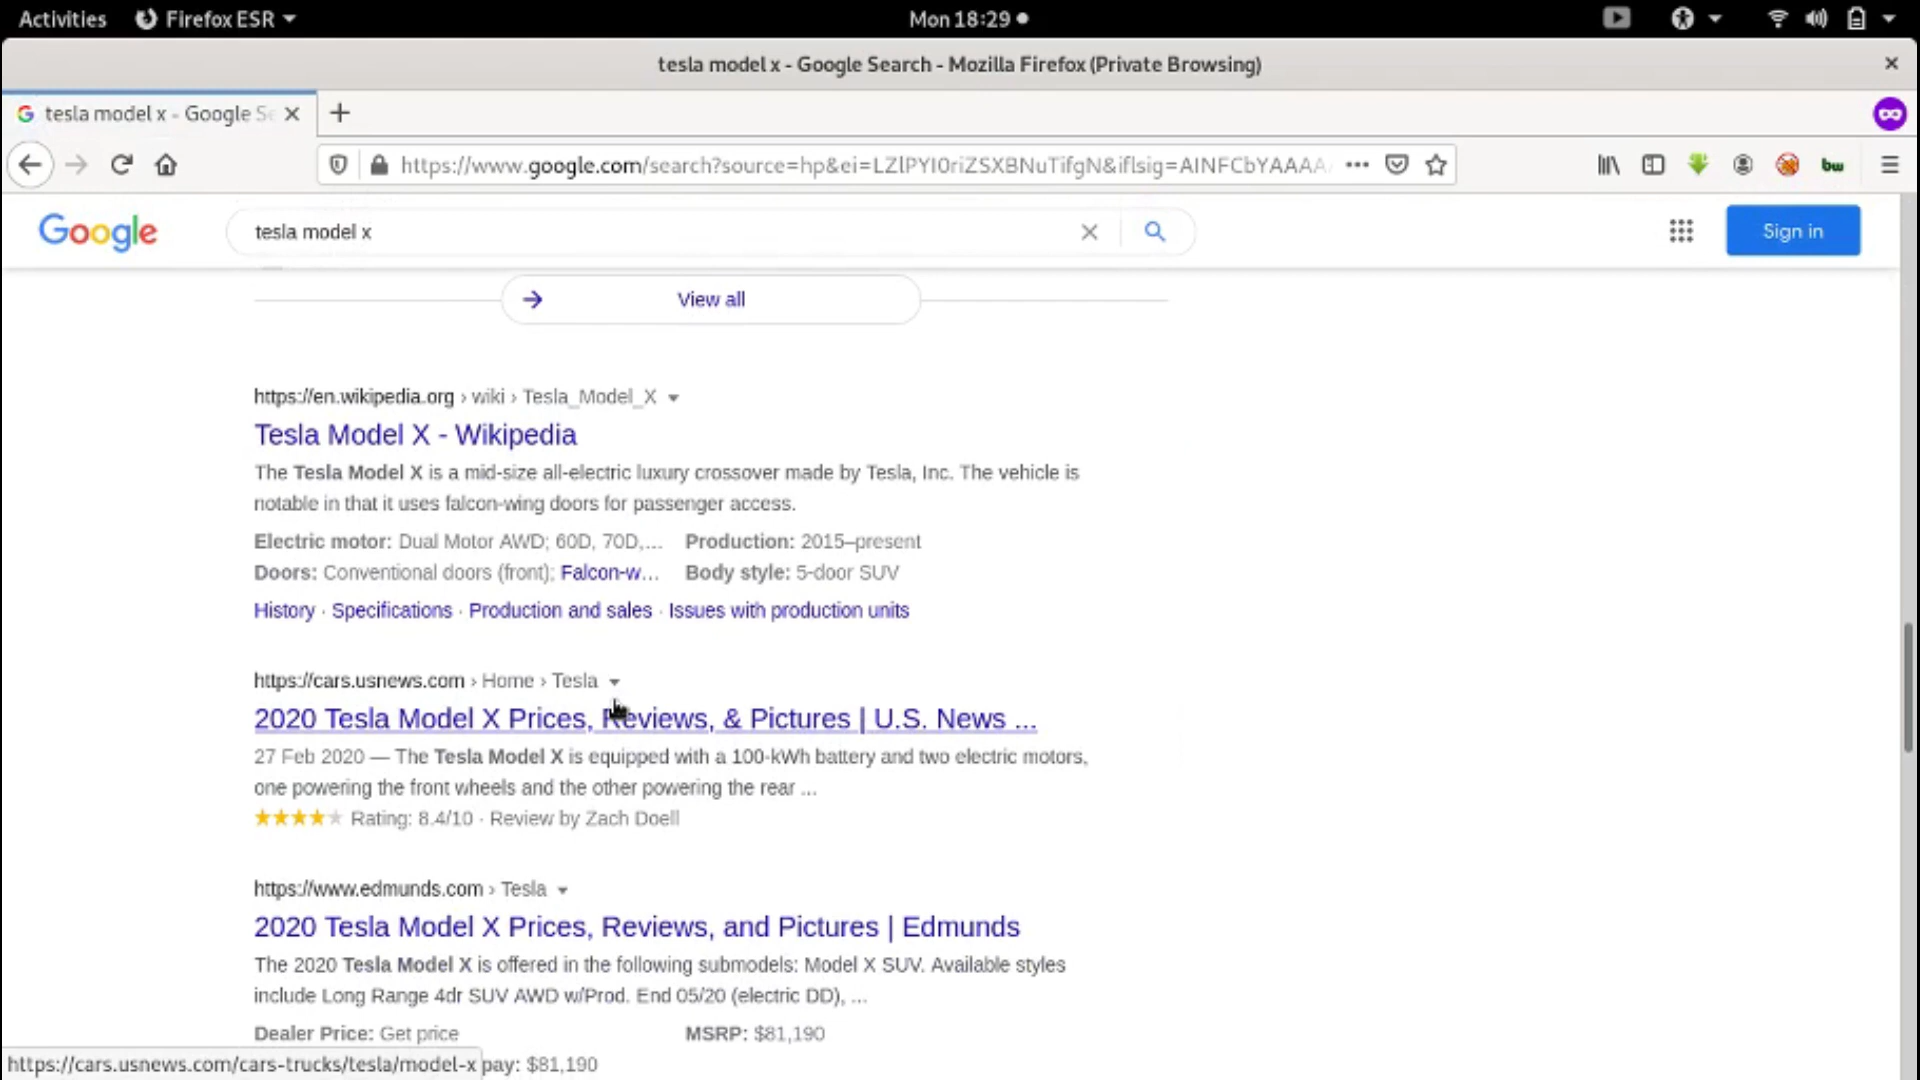 Activities Firefox ESR Mon 18:29
tesla model x - Google Search - Mozilla Firefox (Private Browsing)
tesla model x - Google Se
https://www.google.com/search?source=hp&ei=LZlPYI0riZSXBNuTifgN&iflsig=AINFCbYAAAA
bw
Google tesla model x Sign in
View all
https://en.wikipedia.org › wiki › Tesla_Model_X
Tesla Model X - Wikipedia
The Tesla Model X is a mid-size all-electric luxury crossover made by Tesla, Inc. The vehicle is
notable in that it uses falcon-wing doors for passenger access.
Electric motor: Dual Motor AWD; 60D, 70D,... Production: 2015–present
Doors: Conventional doors (front); Falcon-w... Body style: 5-door SUV
History · Specifications · Production and sales · Issues with production units
https://cars.usnews.com › Home › Tesla
2020 Tesla Model X Prices, Reviews, & Pictures | U.S. News ...
27 Feb 2020 — The Tesla Model X is equipped with a 100-kWh battery and two electric motors,
one powering the front wheels and the other powering the rear ...
Rating: 8.4/10 · Review by Zach Doell
https://www.edmunds.com › Tesla
2020 Tesla Model X Prices, Reviews, and Pictures | Edmunds
The 2020 Tesla Model X is offered in the following submodels: Model X SUV. Available styles
include Long Range 4dr SUV AWD w/Prod. End 05/20 (electric DD), ...
Dealer Price: Get price MSRP: $81,190
https://cars.usnews.com/cars-trucks/tesla/model-x pay: $81,190